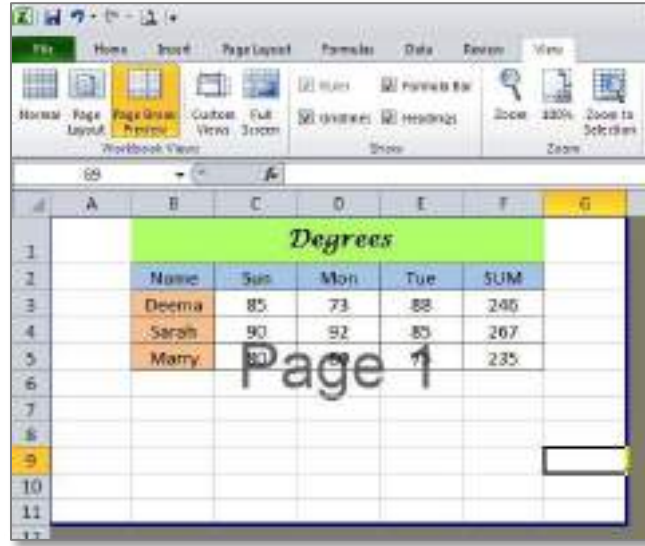 File Home Insert Page Layout Formulas Data Review View
Normal Page Layout Page Break Preview Custom Views Full Screen
Ruler Formula Bar
Gridlines Headings
Zoom 100% Zoom to Selection
Workbook Views Show Zoom
G9 fx
A B C D E F G
1 Degrees
2 Name Sun Mon Tue SUM
3 Deema 85 73 88 246
4 Sarah 90 92 85 267
5 Marry 80 235
Page 1
6
7
8
9
10
11
12